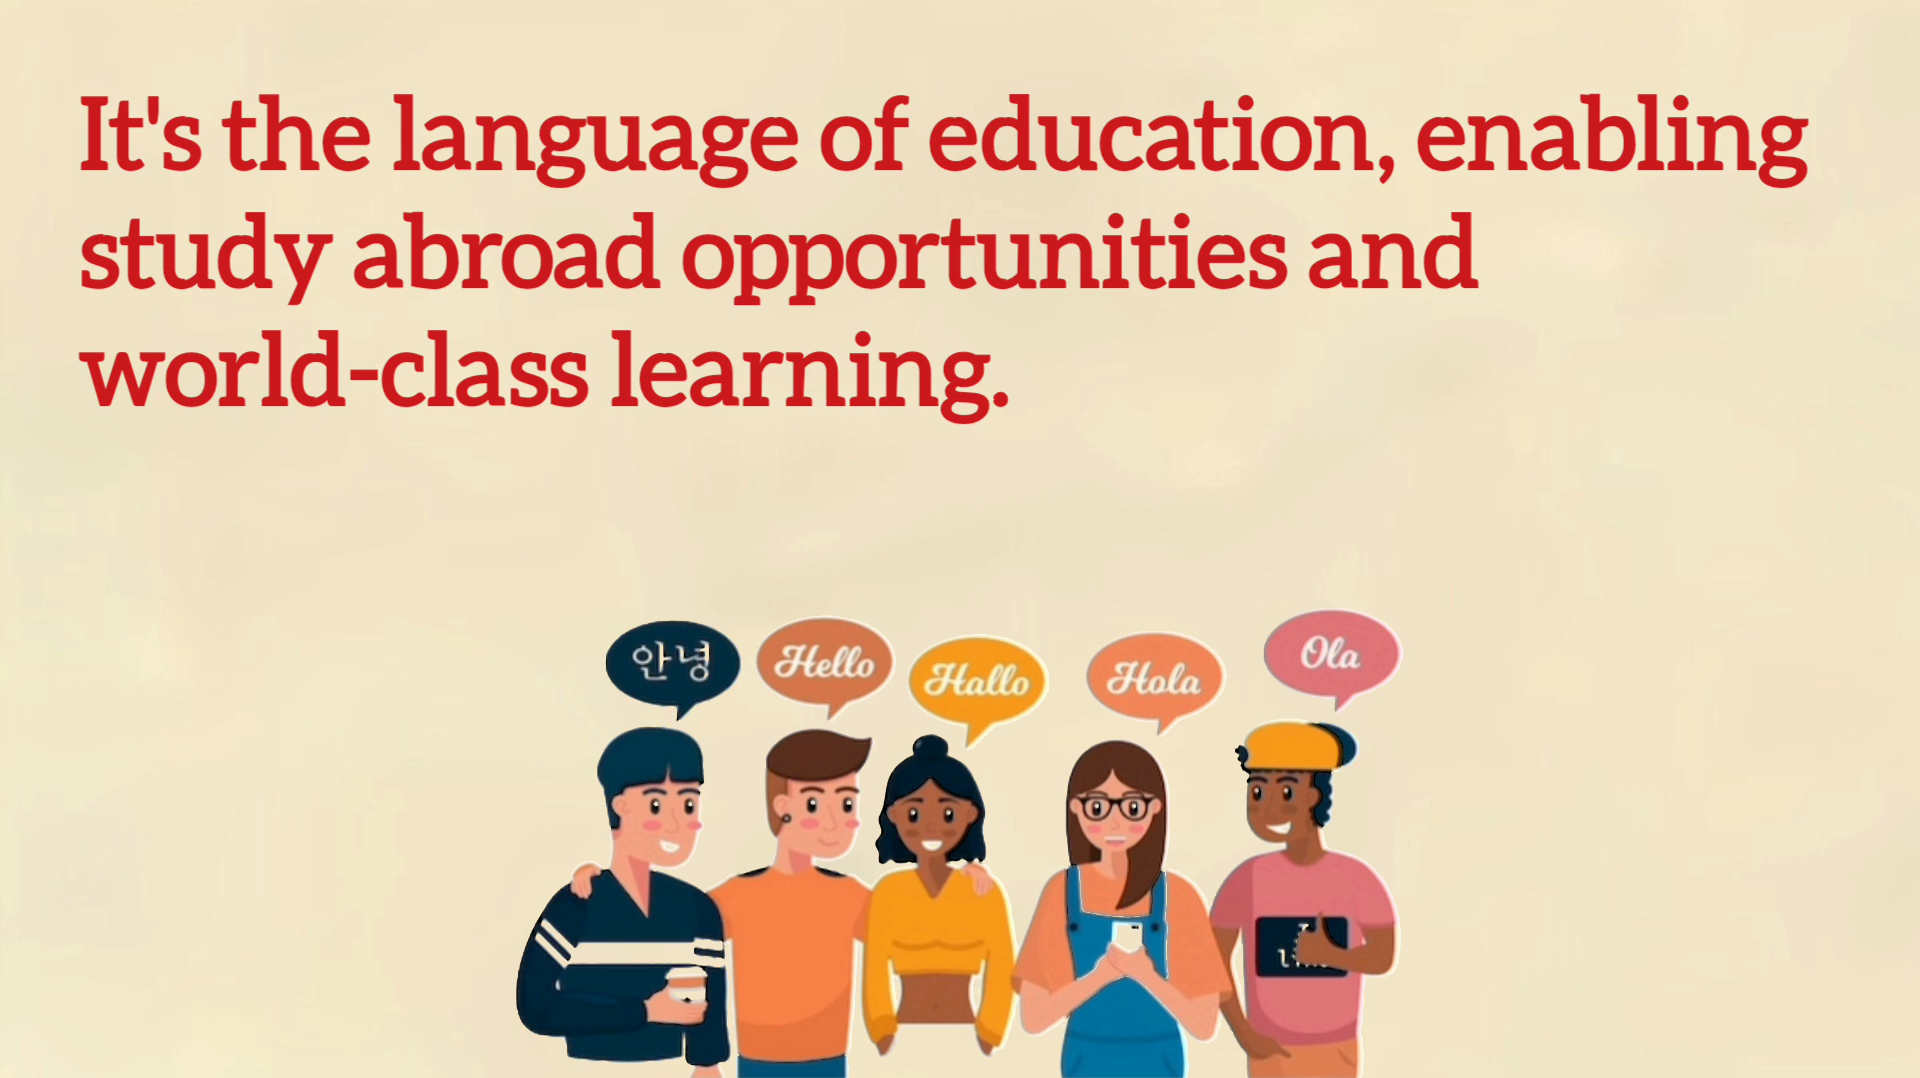 It's the language of education, enabling
study abroad opportunities and
world-class learning.
안녕
Hello
Hallo
Hola
Ola